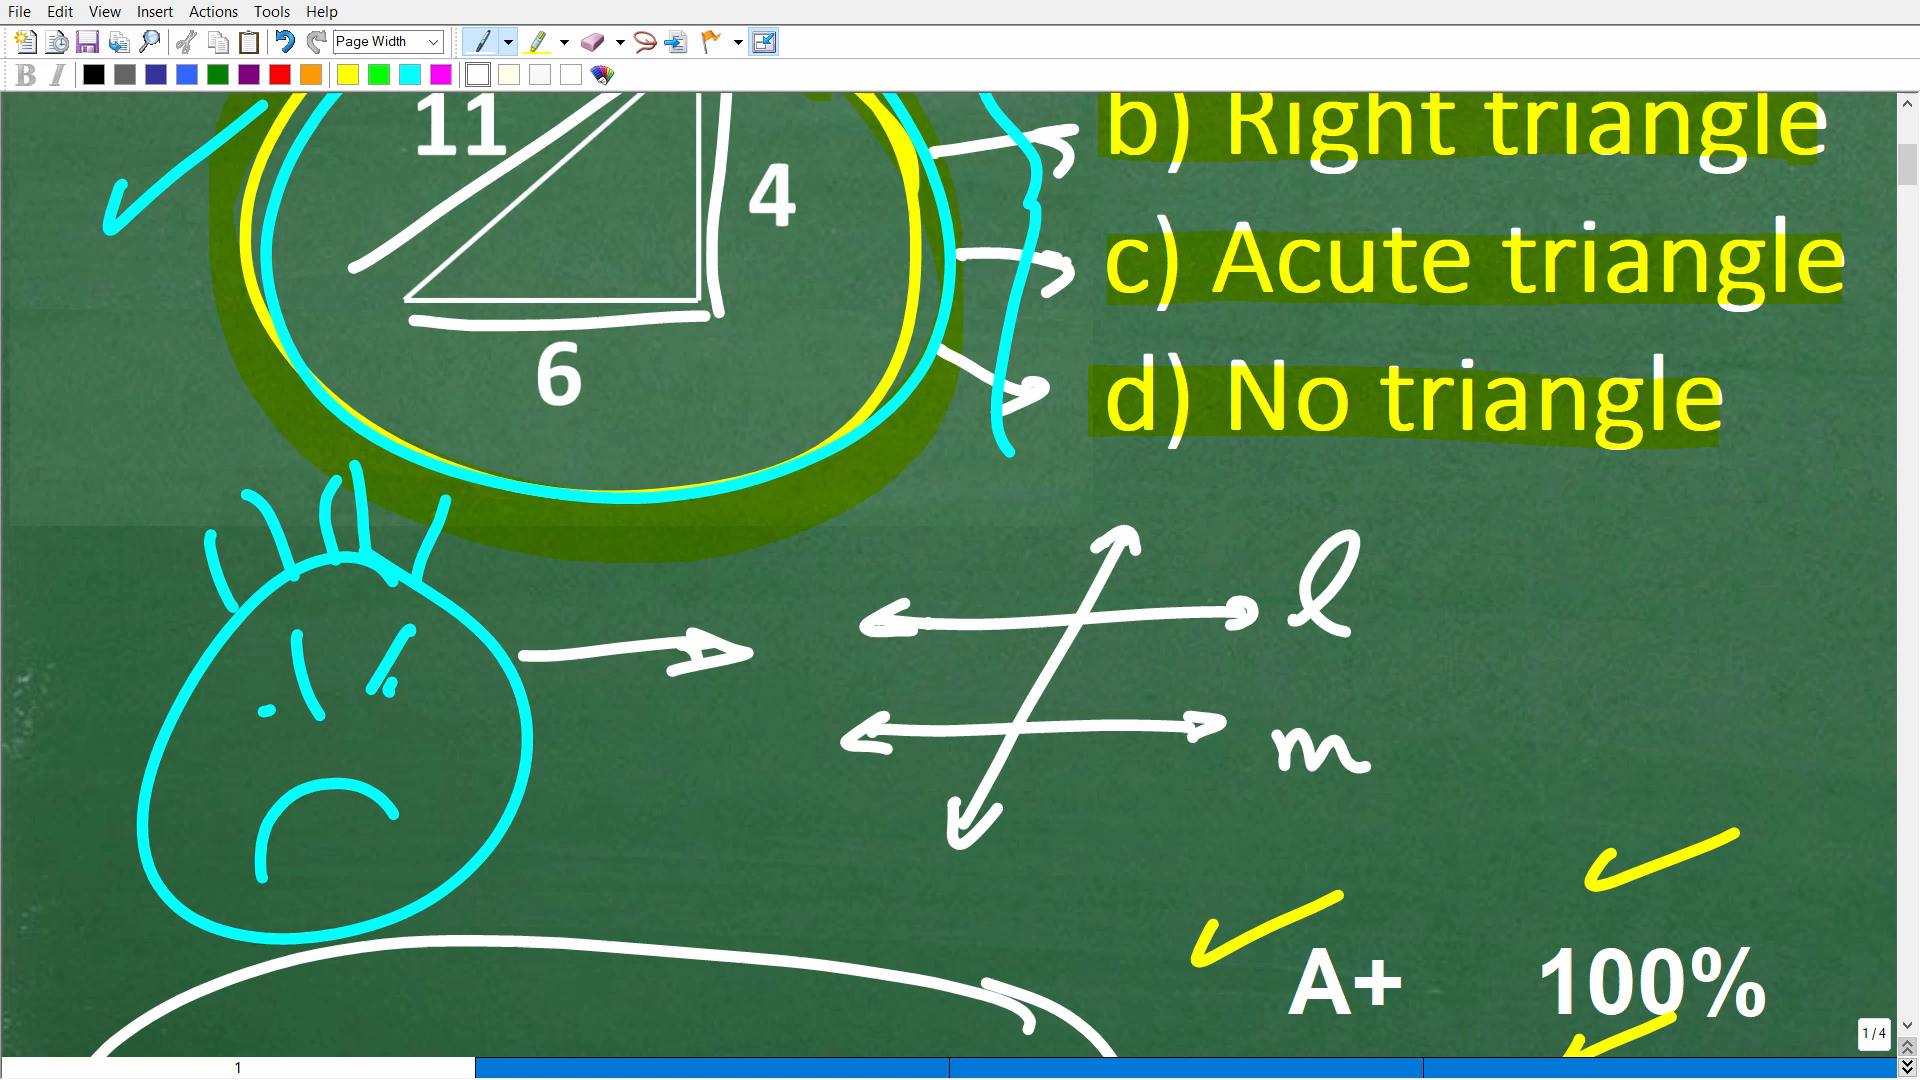 File Edit View Insert Actions Tools Help
Page Width
B I
11
4
6
b) Right triangle
c) Acute triangle
d) No triangle
l
m
A+ 100%
1 / 4
1